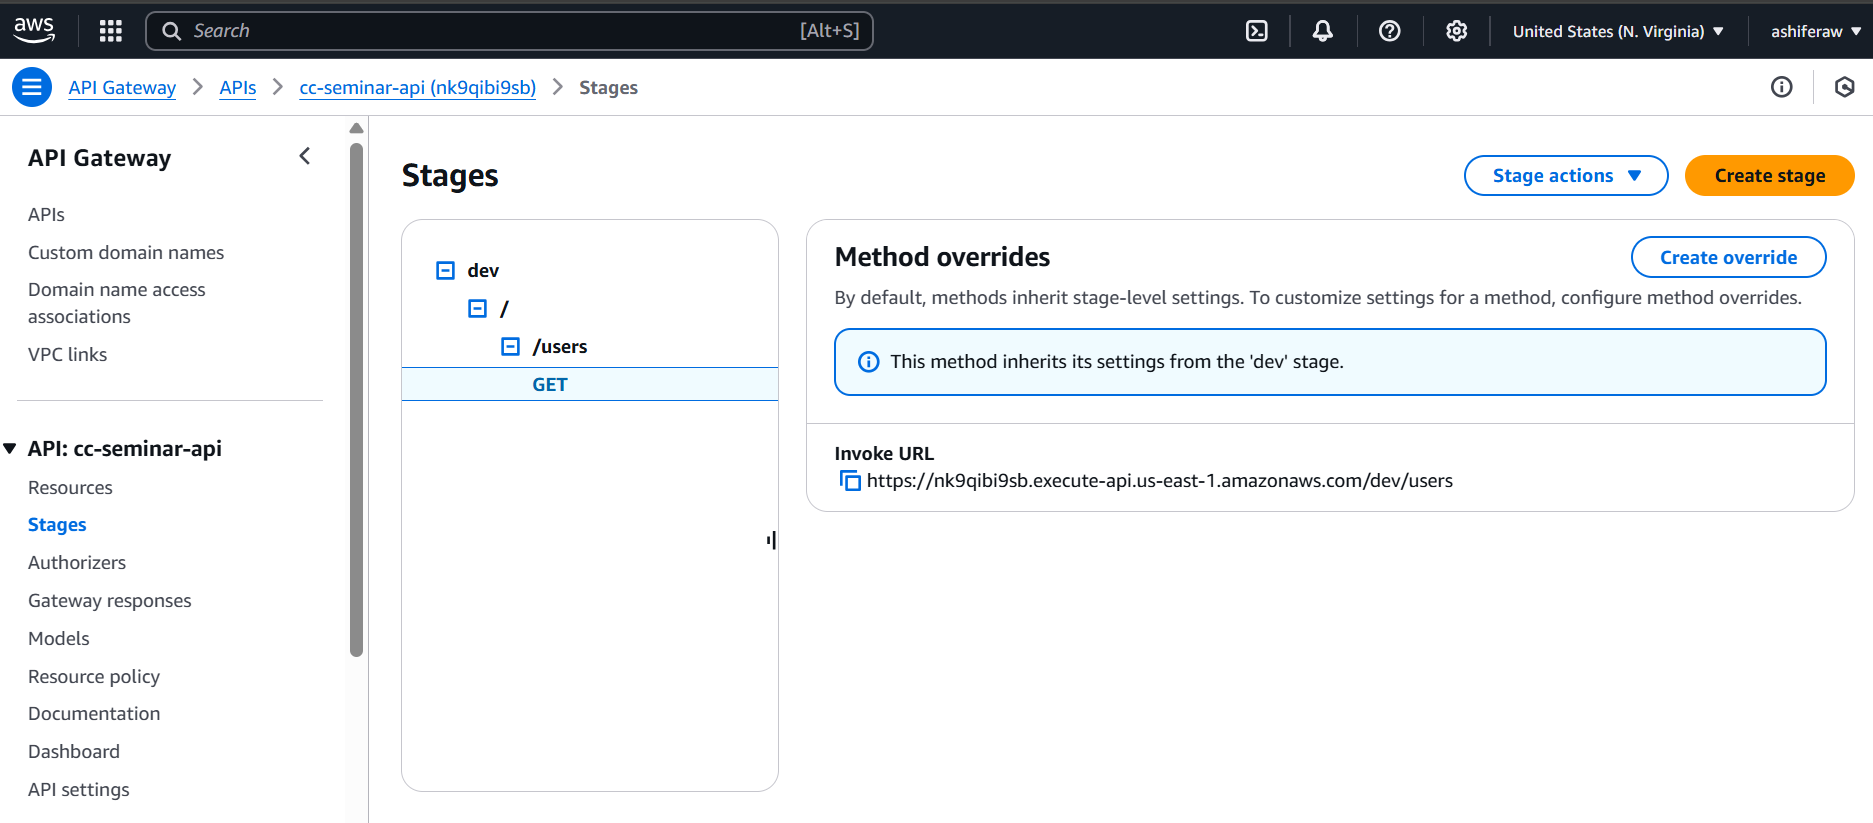 aws
Search [Alt+S]
United States (N. Virginia)
ashiferaw
API Gateway
APIs
cc-seminar-api (nk9qibi9sb)
Stages
API Gateway
APIs
Custom domain names
Domain name access
associations
VPC links
API: cc-seminar-api
Resources
Stages
Authorizers
Gateway responses
Models
Resource policy
Documentation
Dashboard
API settings
Stages
Stage actions
Create stage
dev
/
/users
GET
Method overrides
Create override
By default, methods inherit stage-level settings. To customize settings for a method, configure method overrides.
This method inherits its settings from the 'dev' stage.
Invoke URL
https://nk9qibi9sb.execute-api.us-east-1.amazonaws.com/dev/users